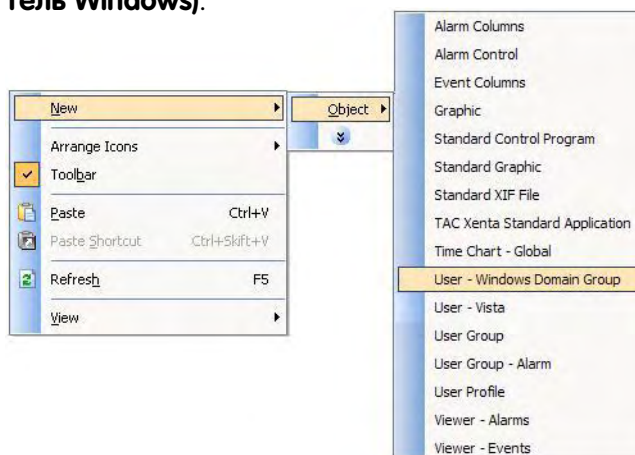 тель Windows).
New
Object
Arrange Icons
Toolbar
Paste Ctrl+V
Paste Shortcut Ctrl+Skift+V
Refresh F5
View
Alarm Columns
Alarm Control
Event Columns
Graphic
Standard Control Program
Standard Graphic
Standard XIF File
TAC Xenta Standard Application
Time Chart - Global
User - Windows Domain Group
User - Vista
User Group
User Group - Alarm
User Profile
Viewer - Alarms
Viewer - Events